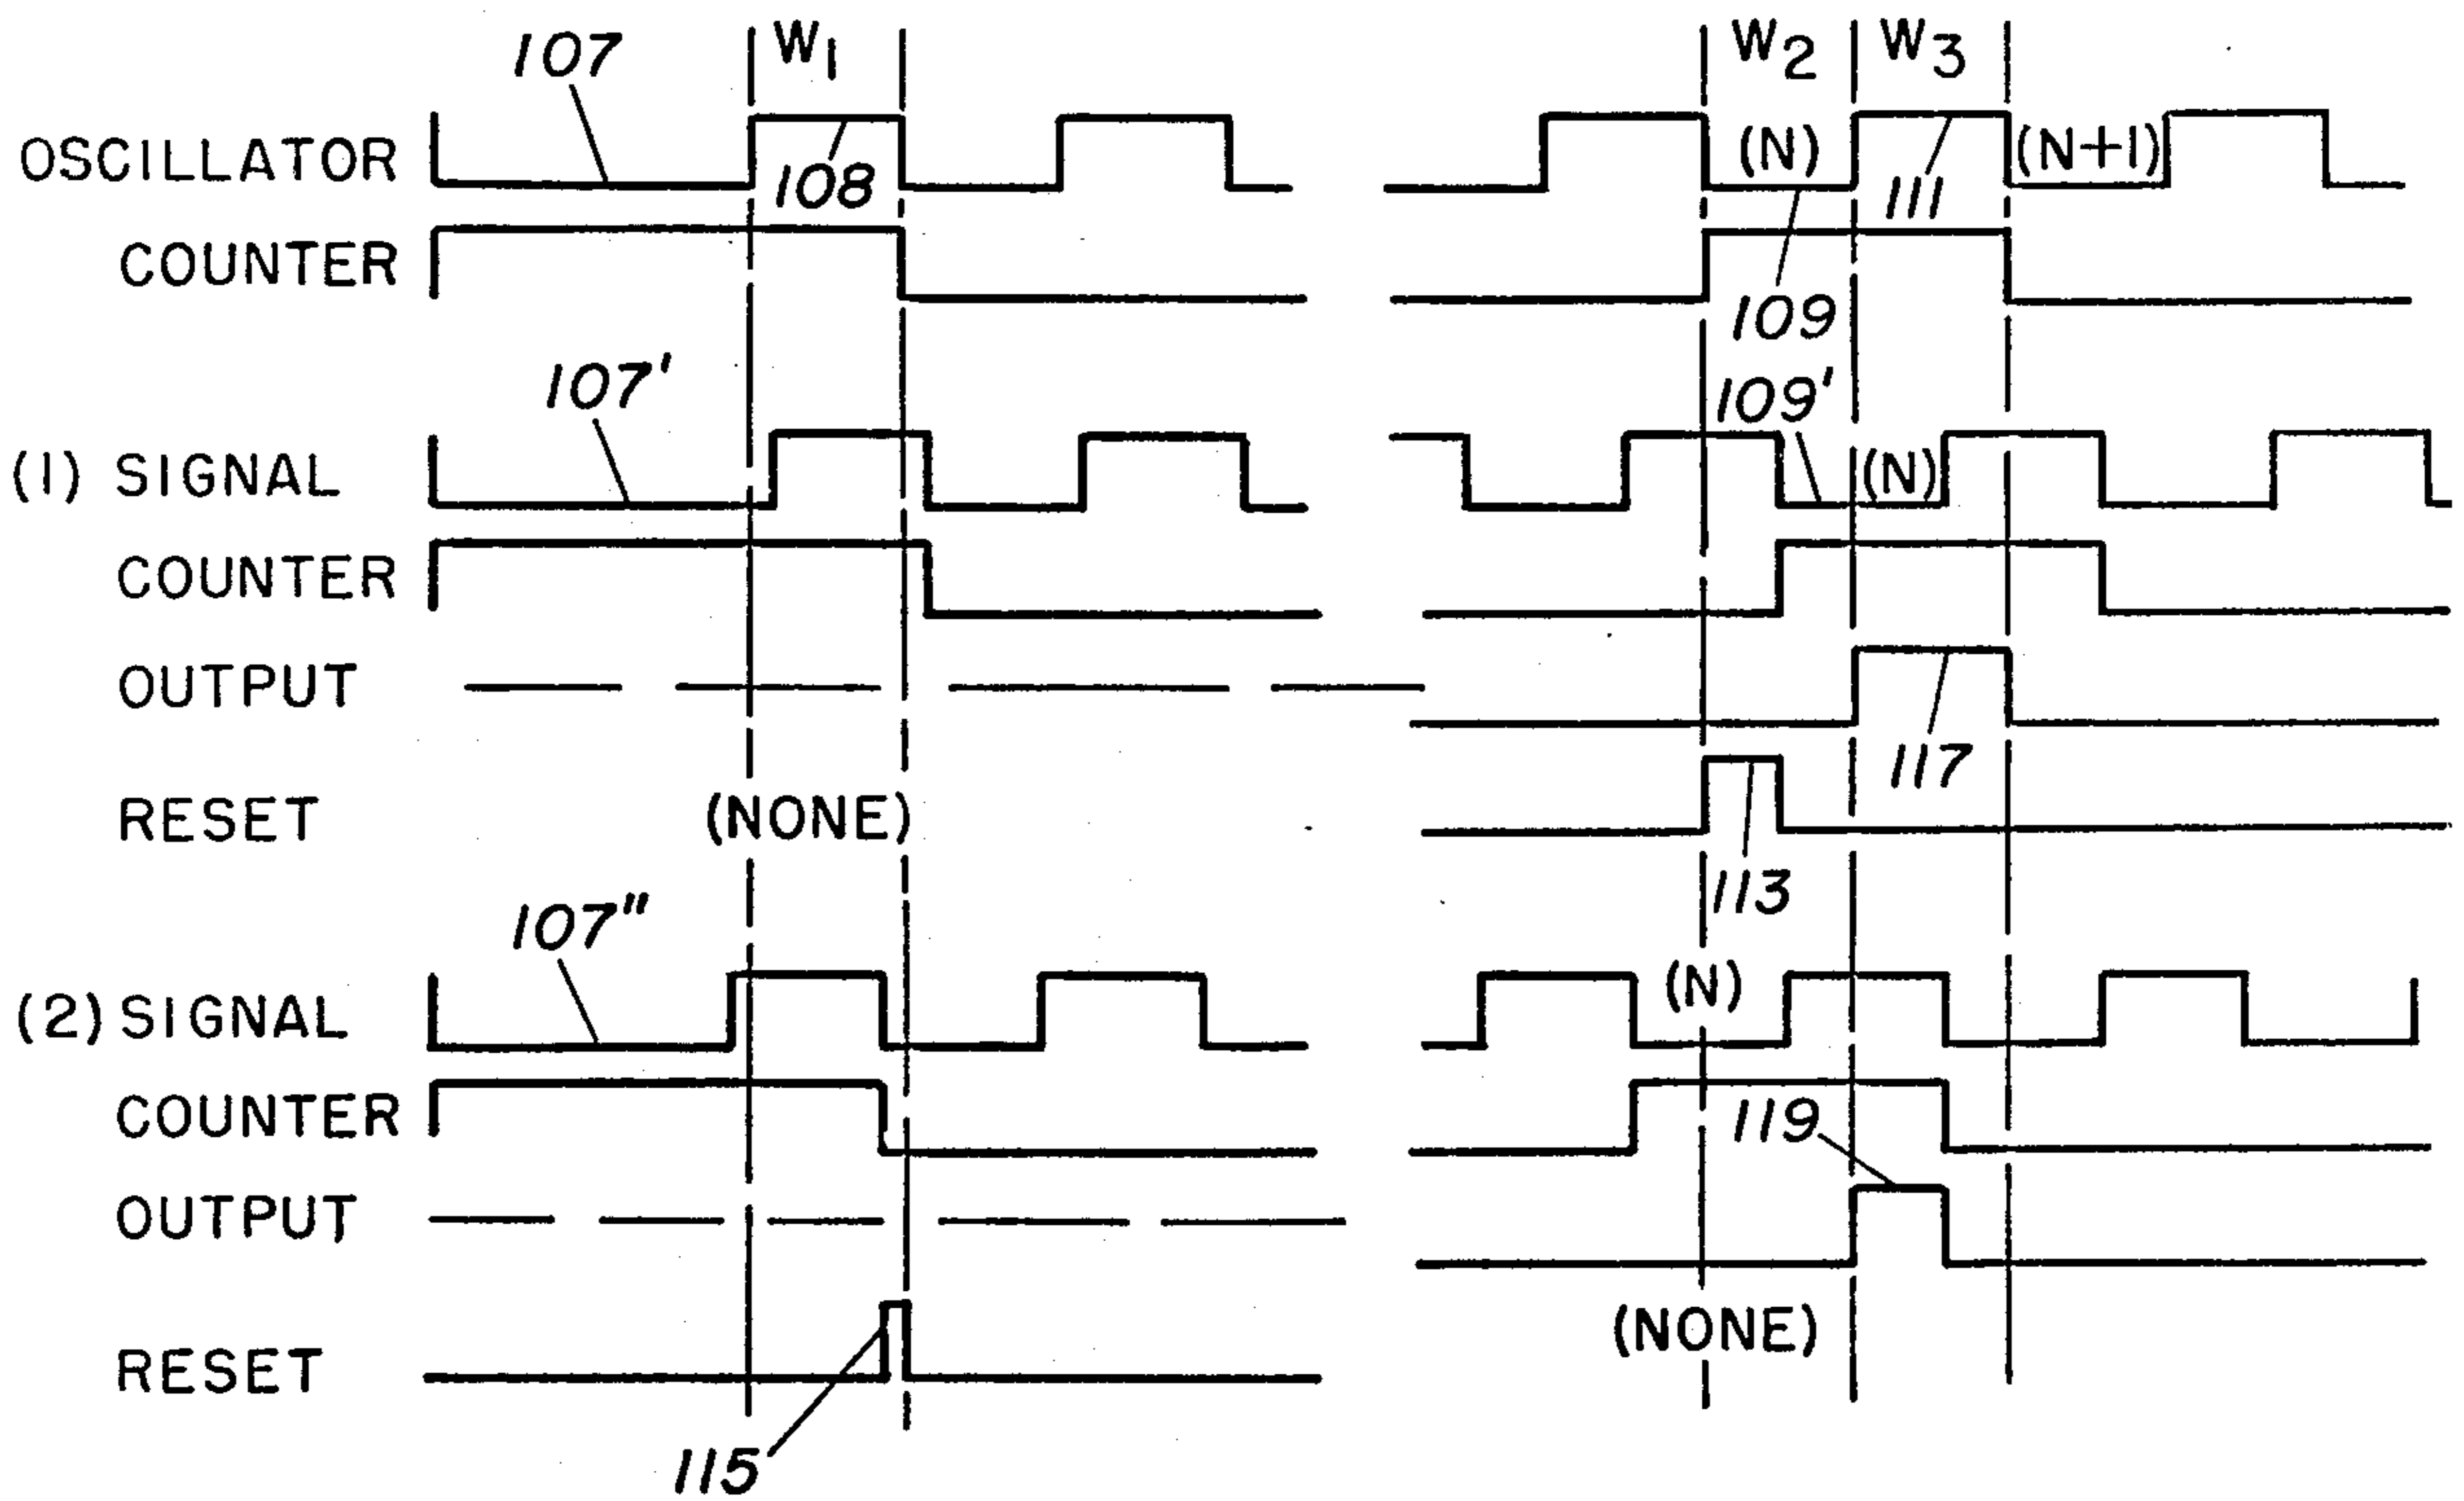 107 W1 W2 W3
OSCILLATOR 108 (N) 111 (N+1)
COUNTER 109
107' 109'
(1) SIGNAL (N)
COUNTER
OUTPUT 117
RESET (NONE) 113
107" (N)
(2) SIGNAL
COUNTER 119
OUTPUT
RESET (NONE)
115